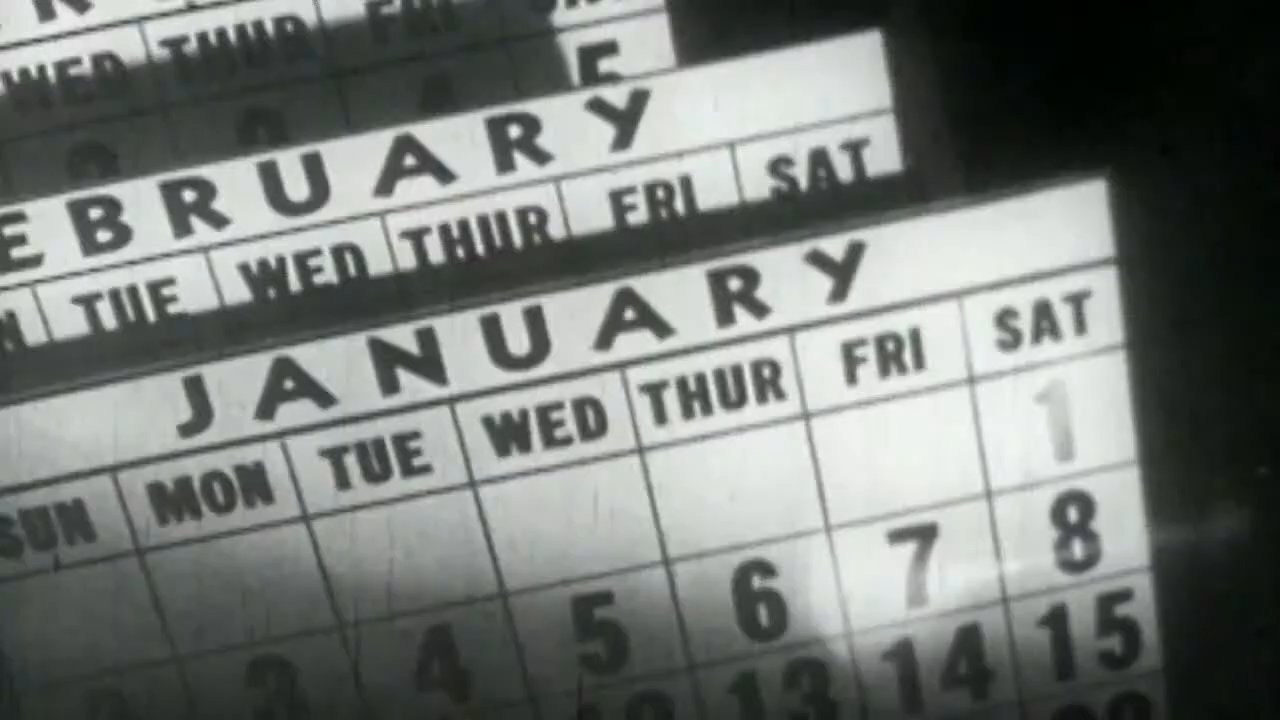 WED THUR FRI
5
EBRUARY
TUE WED THUR FRI SAT
JANUARY
SUN MON TUE WED THUR FRI SAT
1
3 4 5 6 7 8
13 14 15